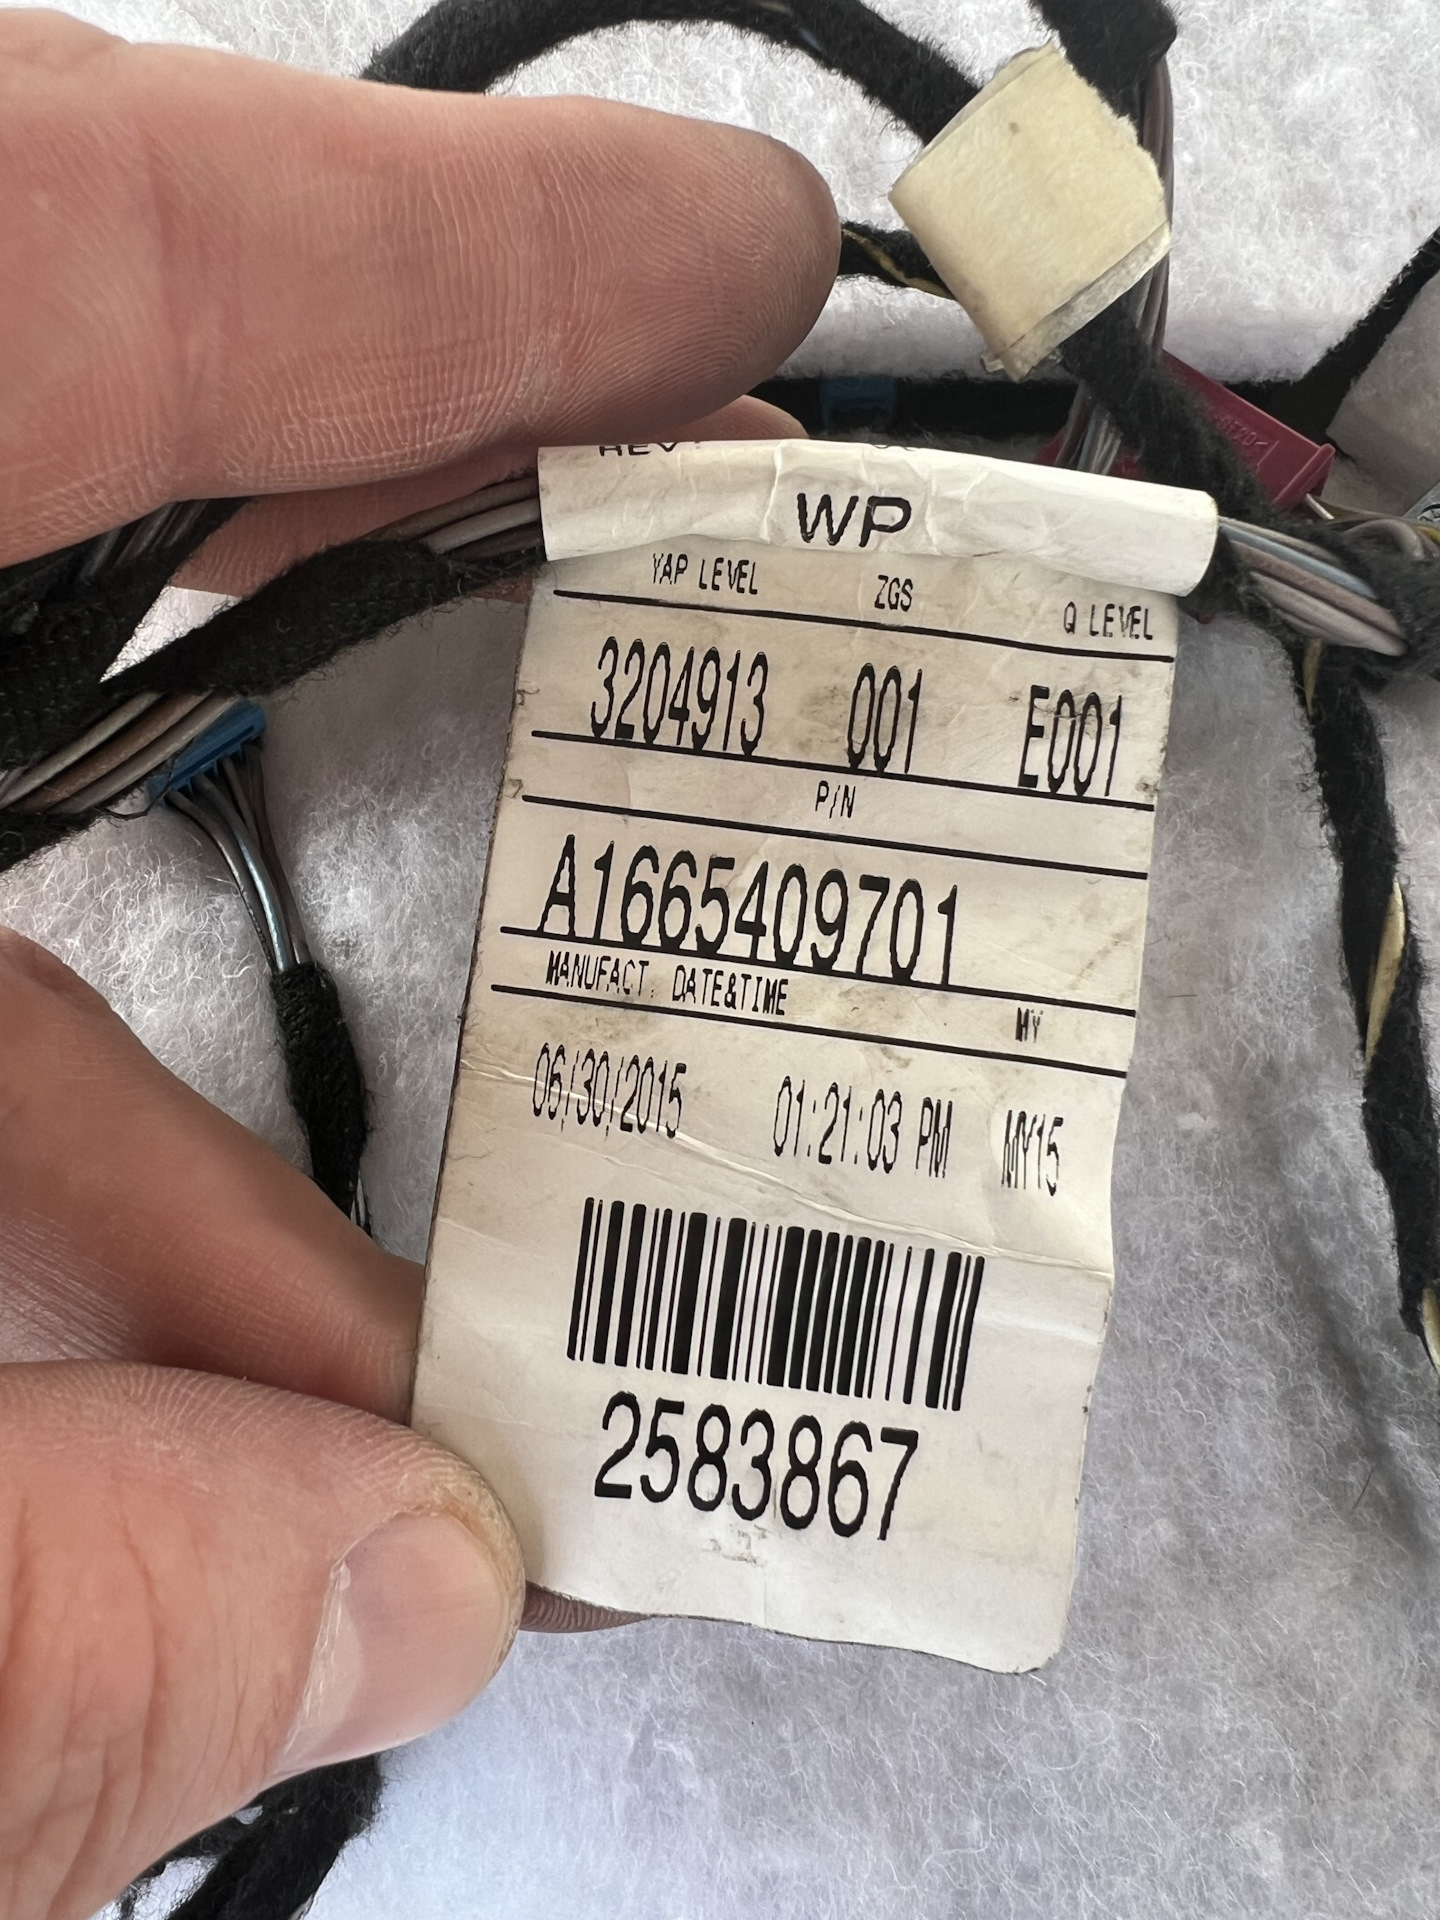 WP
YAP LEVEL ZGS Q LEVEL
3204913 001 E001
P/N
A1665409701
MANUFACT. DATE&TIME MY
06/30/2015 01:21:03 PM MY15
2583867